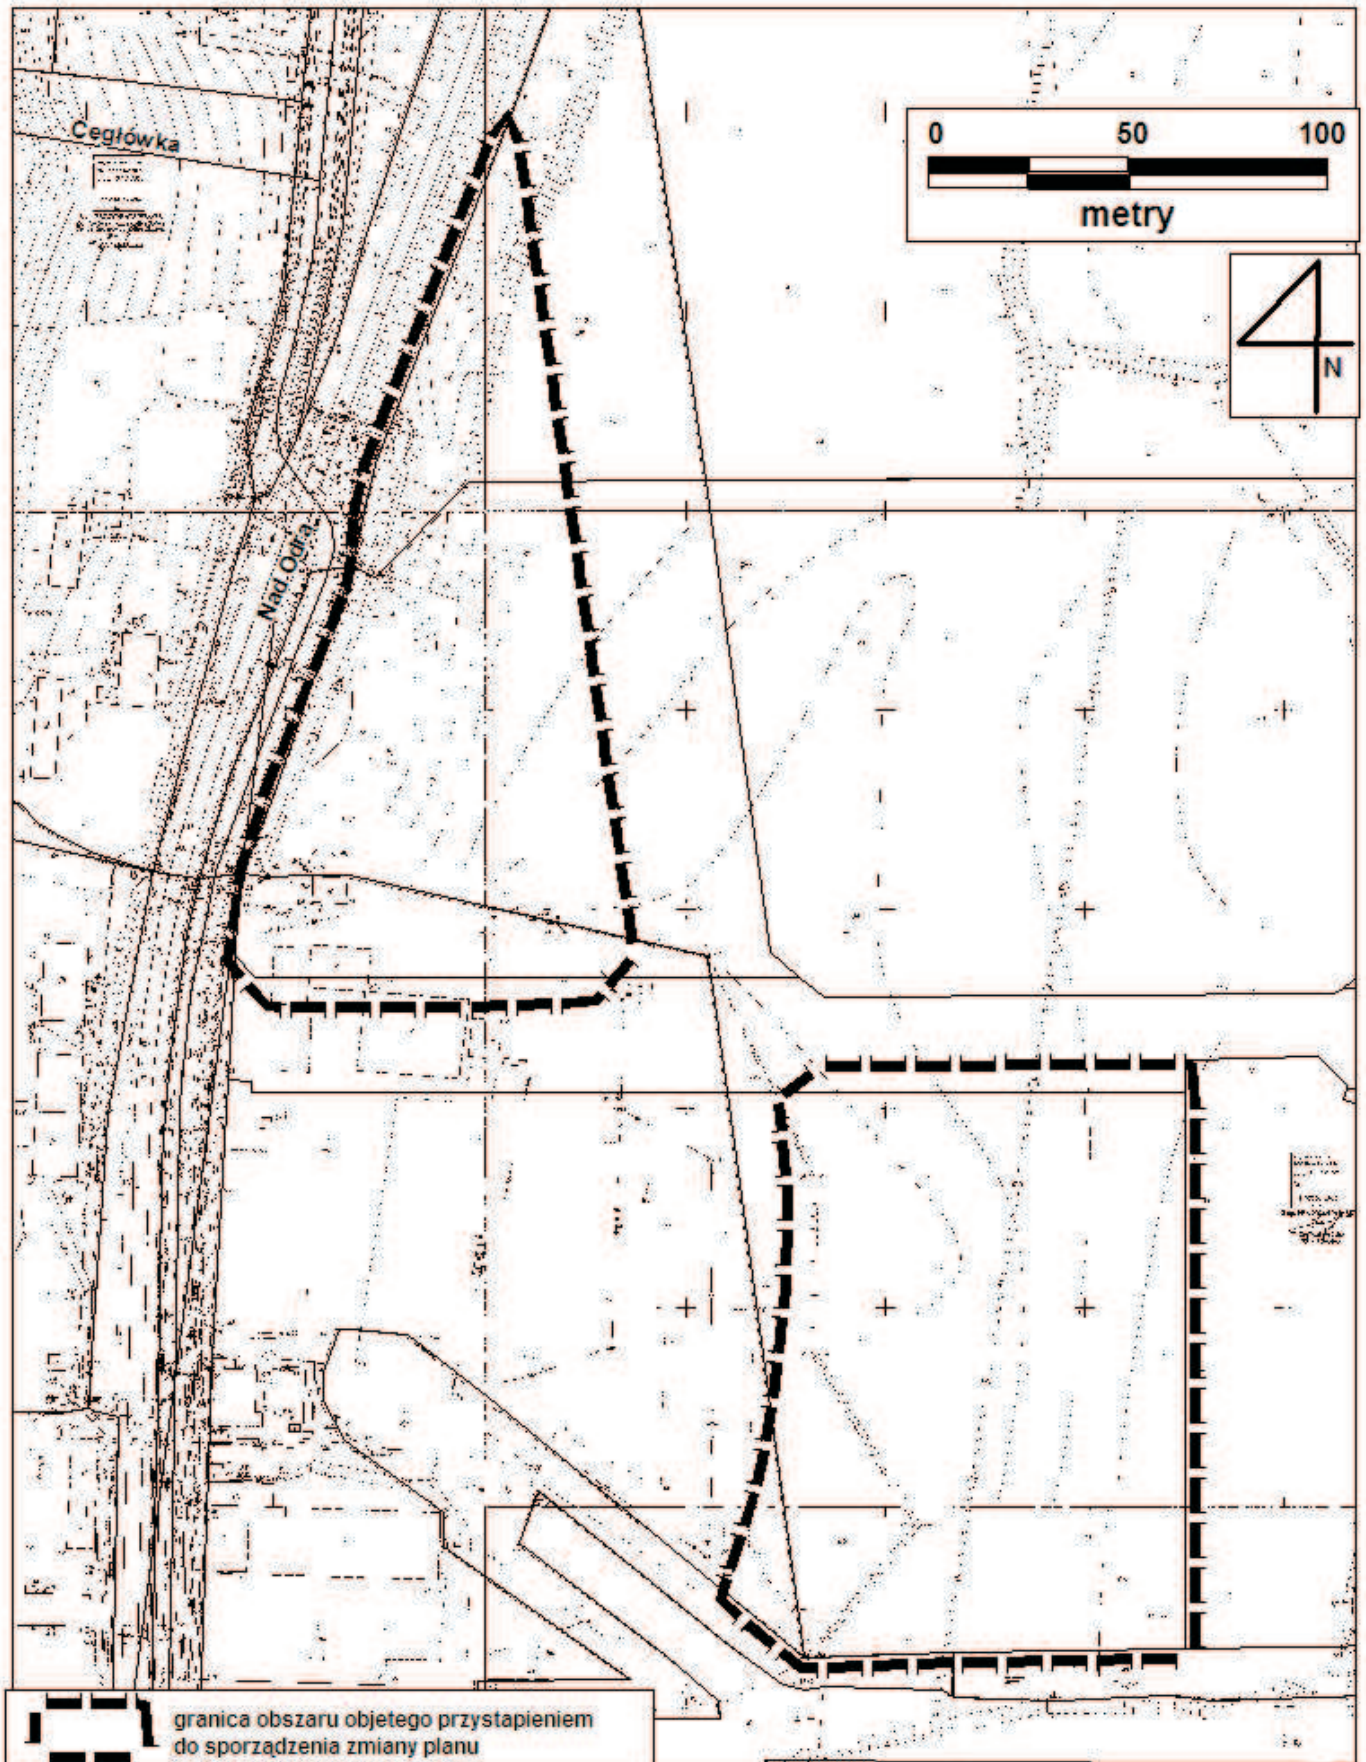 Cegłówka
0 50 100
metry
N
Nad Odrą
granica obszaru objetego przystapieniem
do sporządzenia zmiany planu